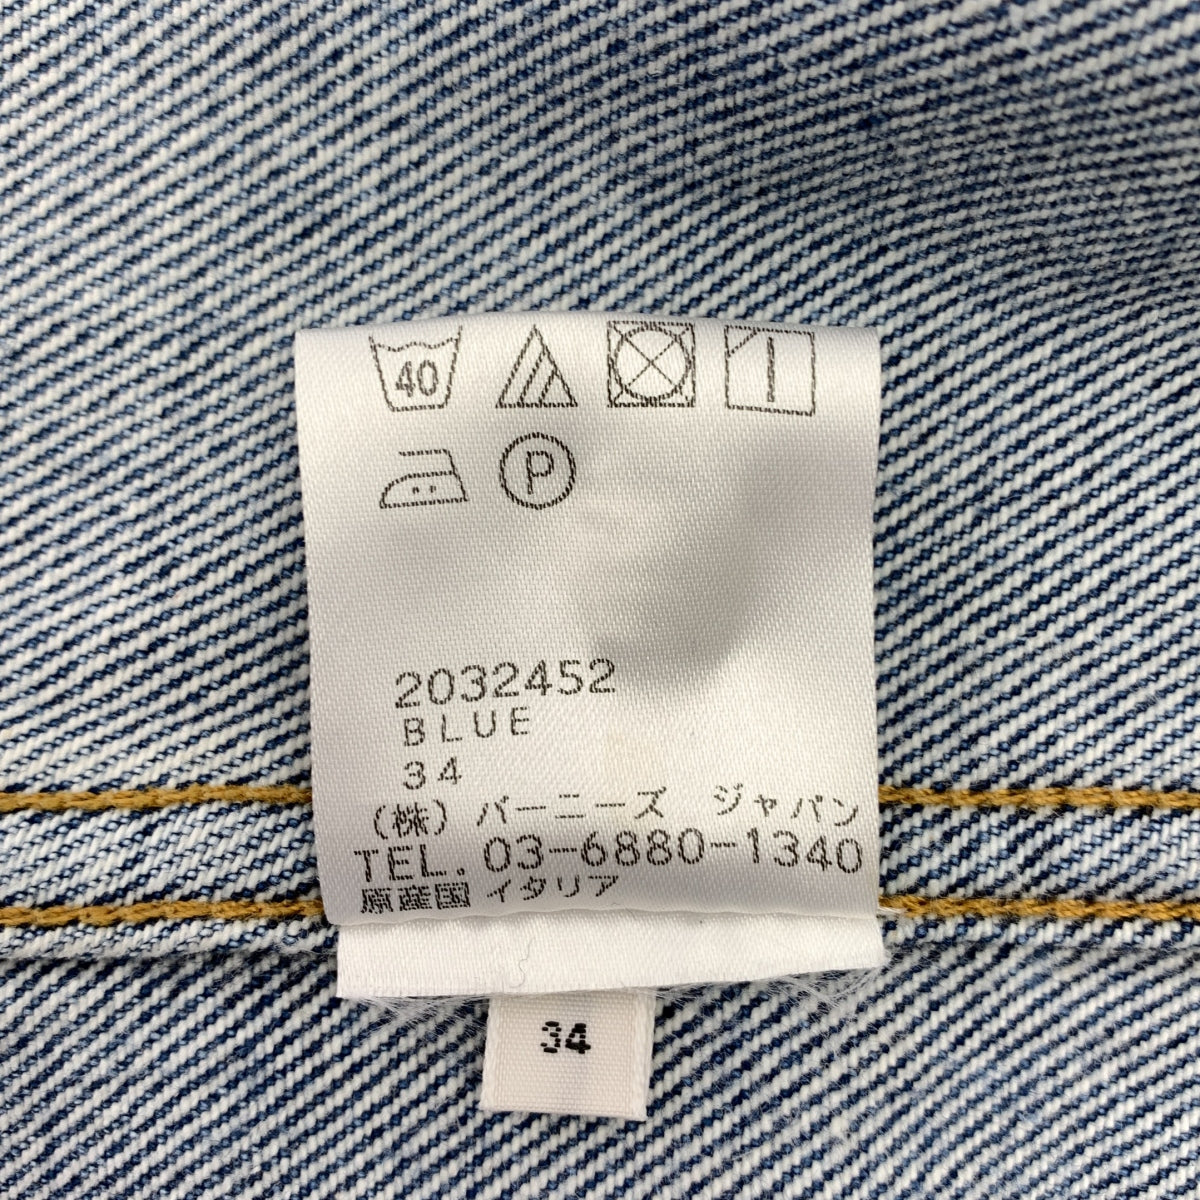 40
P
2032452
BLUE
34
(株) バーニーズ ジャパン
TEL. 03-6880-1340
原産国 イタリア
34